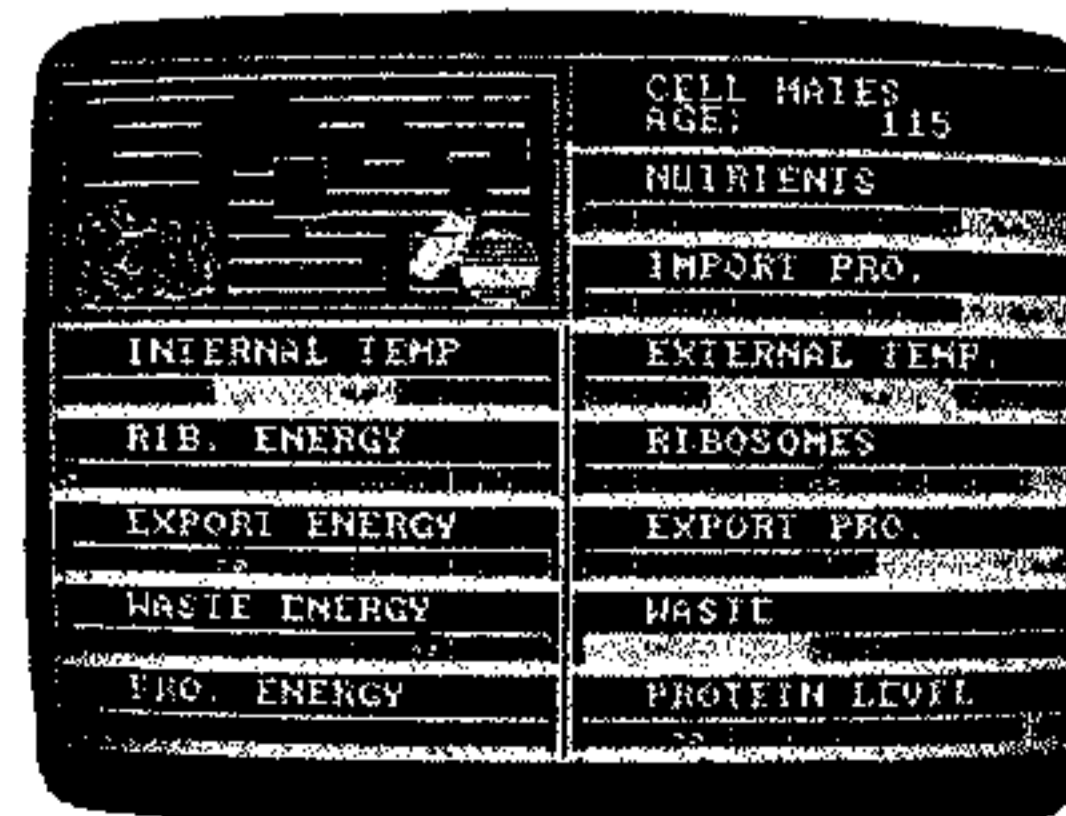 CELL MATES
AGE: 115
NUTRIENTS
IMPORT PRO.
INTERNAL TEMP
EXTERNAL TEMP.
RIB. ENERGY
RIBOSOMES
EXPORT ENERGY
EXPORT PRO.
WASTE ENERGY
WASTE
PRO. ENERGY
PROTEIN LEVEL